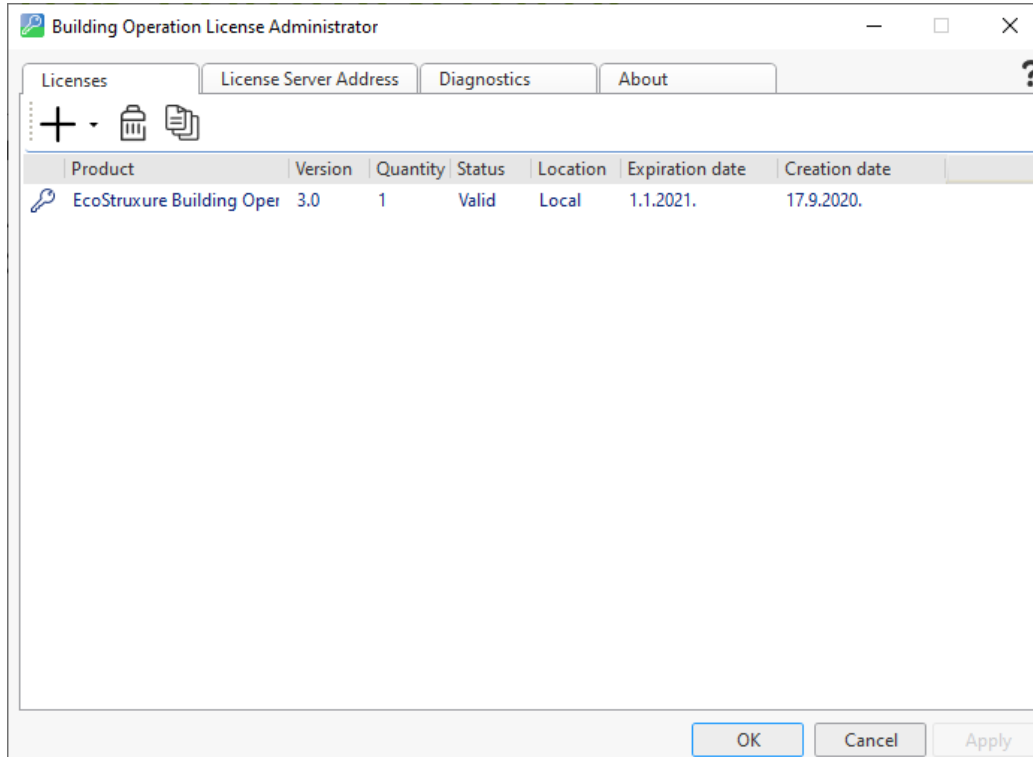 Building Operation License Administrator
Licenses License Server Address Diagnostics About ?
Product Version Quantity Status Location Expiration date Creation date
EcoStruxure Building Oper 3.0 1 Valid Local 1.1.2021. 17.9.2020.
OK Cancel Apply